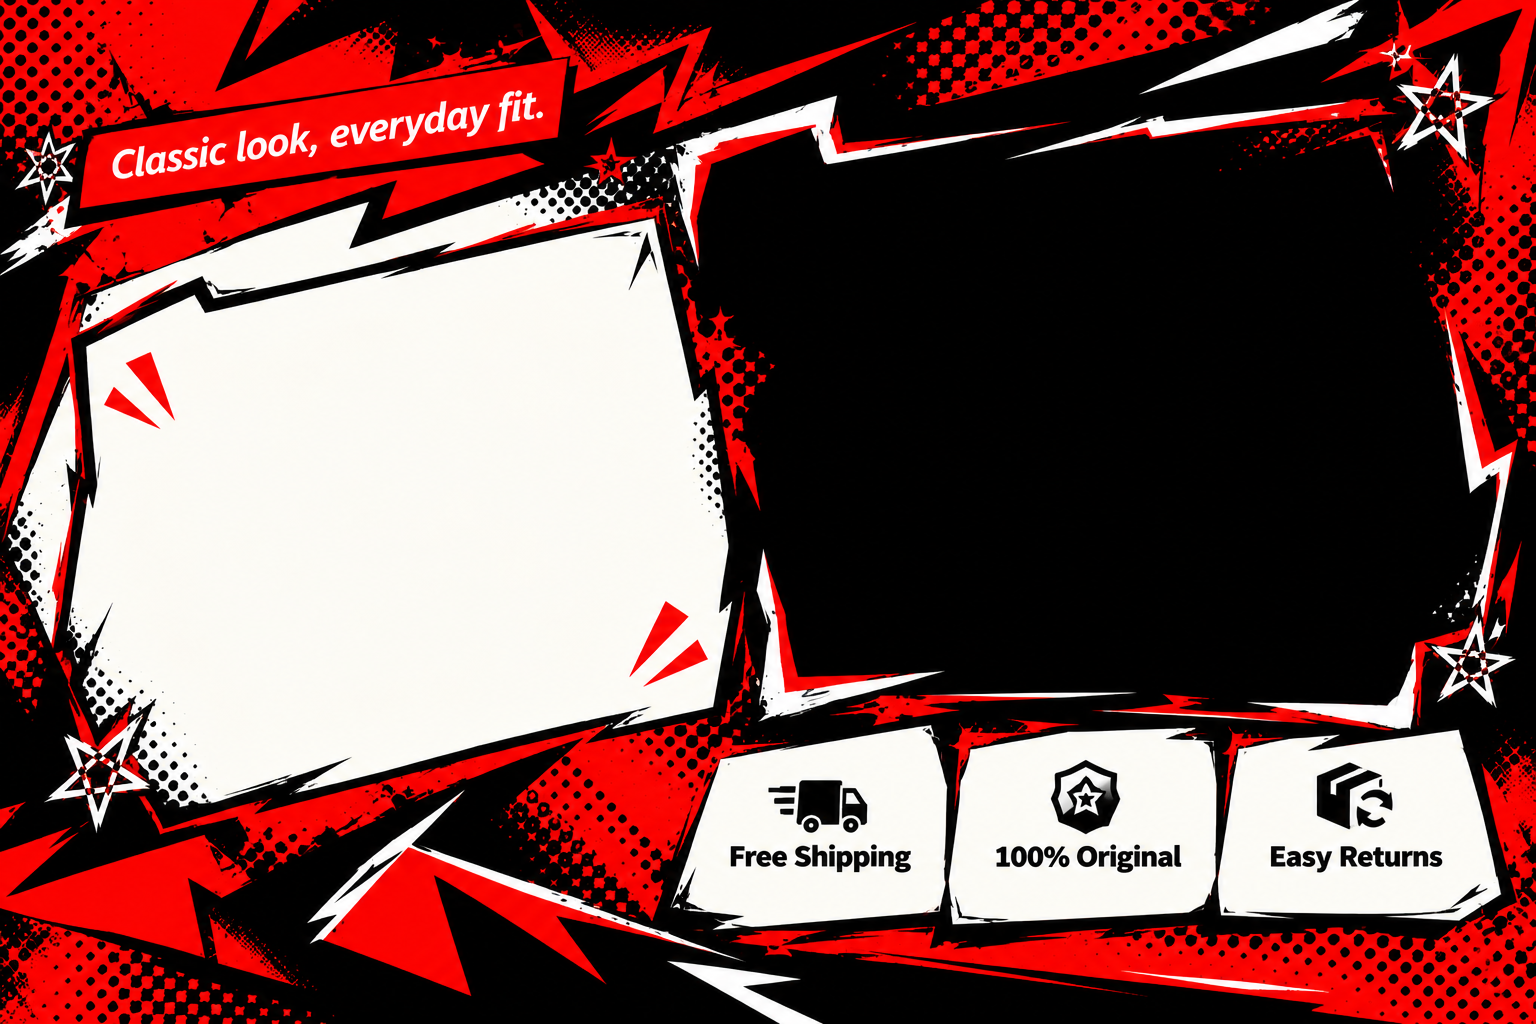 Classic look, everyday fit.
Free Shipping
100% Original
Easy Returns